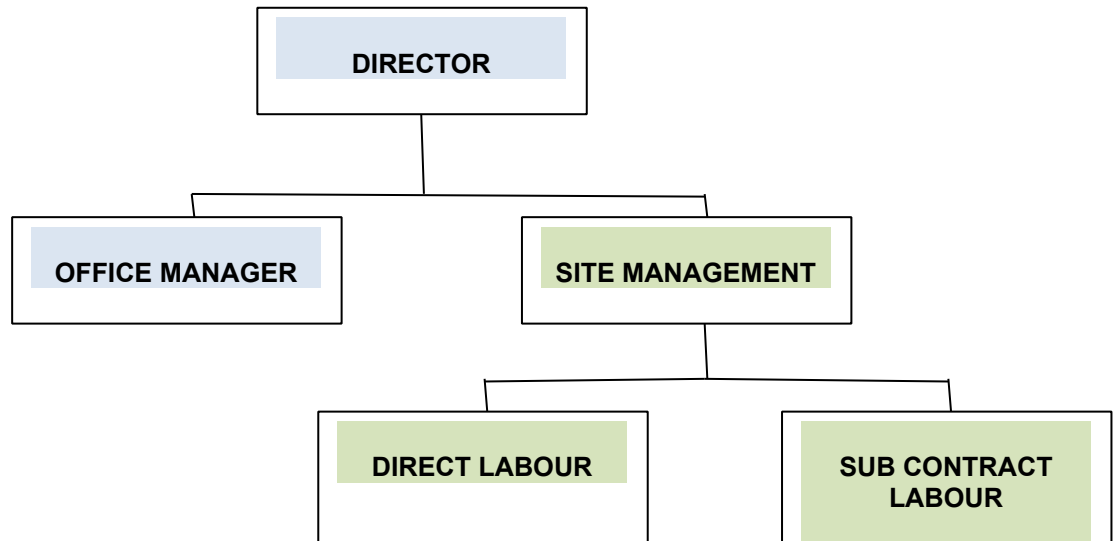 DIRECTOR
OFFICE MANAGER
SITE MANAGEMENT
DIRECT LABOUR
SUB CONTRACT
LABOUR